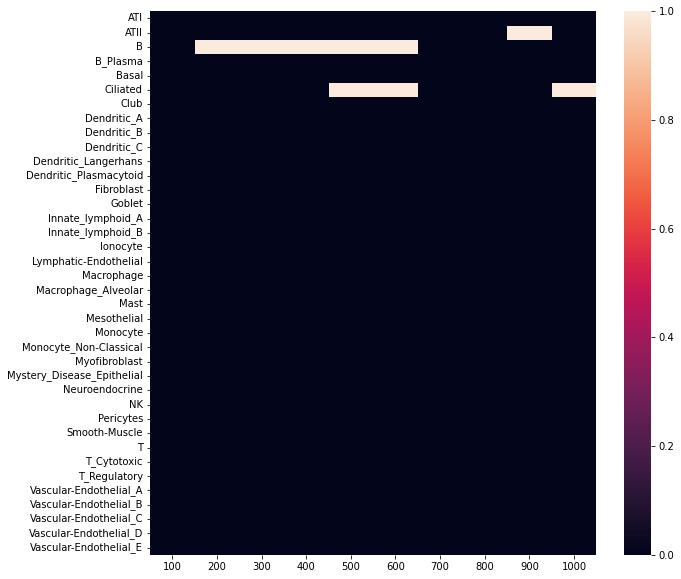 ATI
ATII
B
B_Plasma
Basal
Ciliated
Club
Dendritic_A
Dendritic_B
Dendritic_C
Dendritic_Langerhans
Dendritic_Plasmacytoid
Fibroblast
Goblet
Innate_lymphoid_A
Innate_lymphoid_B
Ionocyte
Lymphatic-Endothelial
Macrophage
Macrophage_Alveolar
Mast
Mesothelial
Monocyte
Monocyte_Non-Classical
Myofibroblast
Mystery_Disease_Epithelial
Neuroendocrine
NK
Pericytes
Smooth-Muscle
T
T_Cytotoxic
T_Regulatory
Vascular-Endothelial_A
Vascular-Endothelial_B
Vascular-Endothelial_C
Vascular-Endothelial_D
Vascular-Endothelial_E
100 200 300 400 500 600 700 800 900 1000
1.0
0.8
0.6
0.4
0.2
0.0